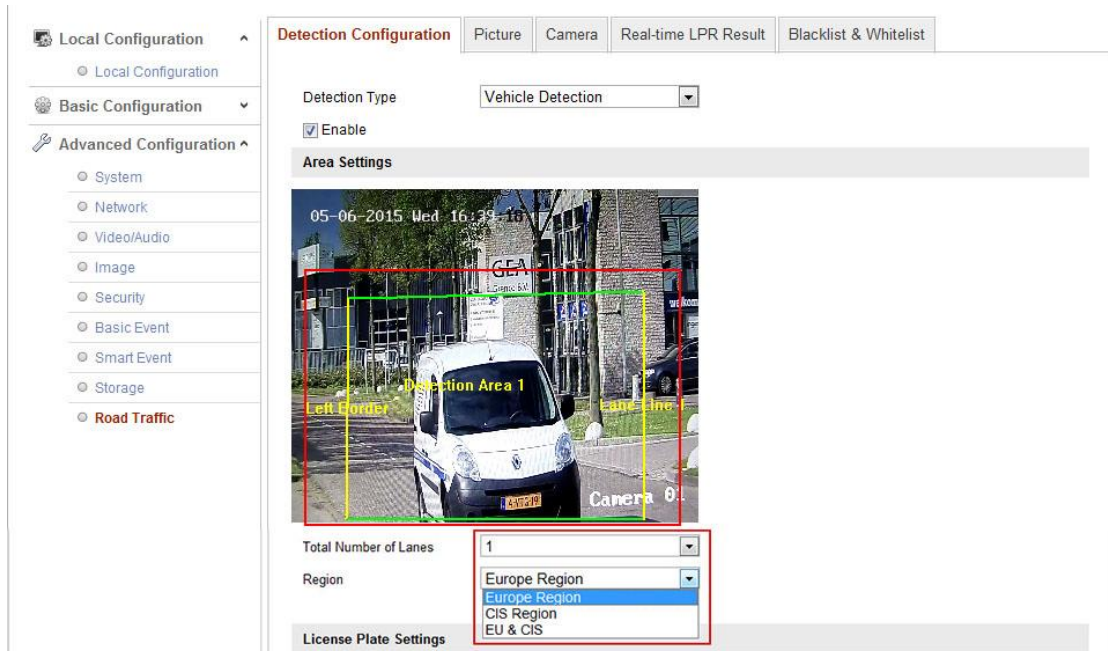 Local Configuration
Local Configuration
Basic Configuration
Advanced Configuration
System
Network
Video/Audio
Image
Security
Basic Event
Smart Event
Storage
Road Traffic
Detection Configuration Picture Camera Real-time LPR Result Blacklist & Whitelist
Detection Type Vehicle Detection
Enable
Area Settings
05-06-2015 Wed 16:39:10
GEA
Detection Area 1
Left Border Lane Line 1
Camera 01
Total Number of Lanes 1
Region Europe Region
Europe Region
CIS Region
EU & CIS
License Plate Settings